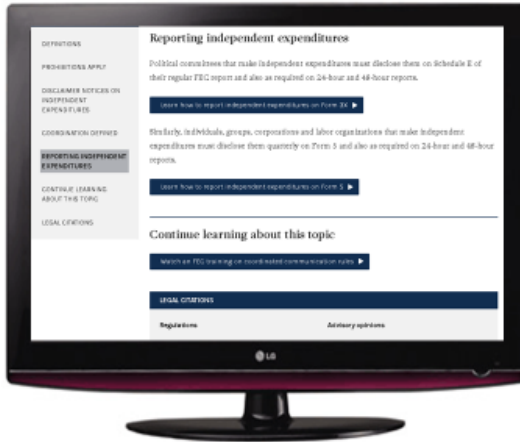 DEFINITIONS
PROHIBITIONS APPLY
DISCLAIMER NOTICES ON
INDEPENDENT
EXPENDITURES
COORDINATION DEFINED
REPORTING INDEPENDENT
EXPENDITURES
CONTINUE LEARNING
ABOUT THIS TOPIC
LEGAL CITATIONS
Reporting independent expenditures
Political committees that make independent expenditures must disclose them on Schedule E of
their regular FEC report and also as required on 24-hour and 48-hour reports.
Learn how to report independent expenditures on Form 3X
Similarly, individuals, groups, corporations and labor organizations that make independent
expenditures must disclose them quarterly on Form 5 and also as required on 24-hour and 48-hour
reports.
Learn how to report independent expenditures on Form 5
Continue learning about this topic
Watch an FEC training on coordinated communication rules
LEGAL CITATIONS
Regulations
Advisory opinions
LG